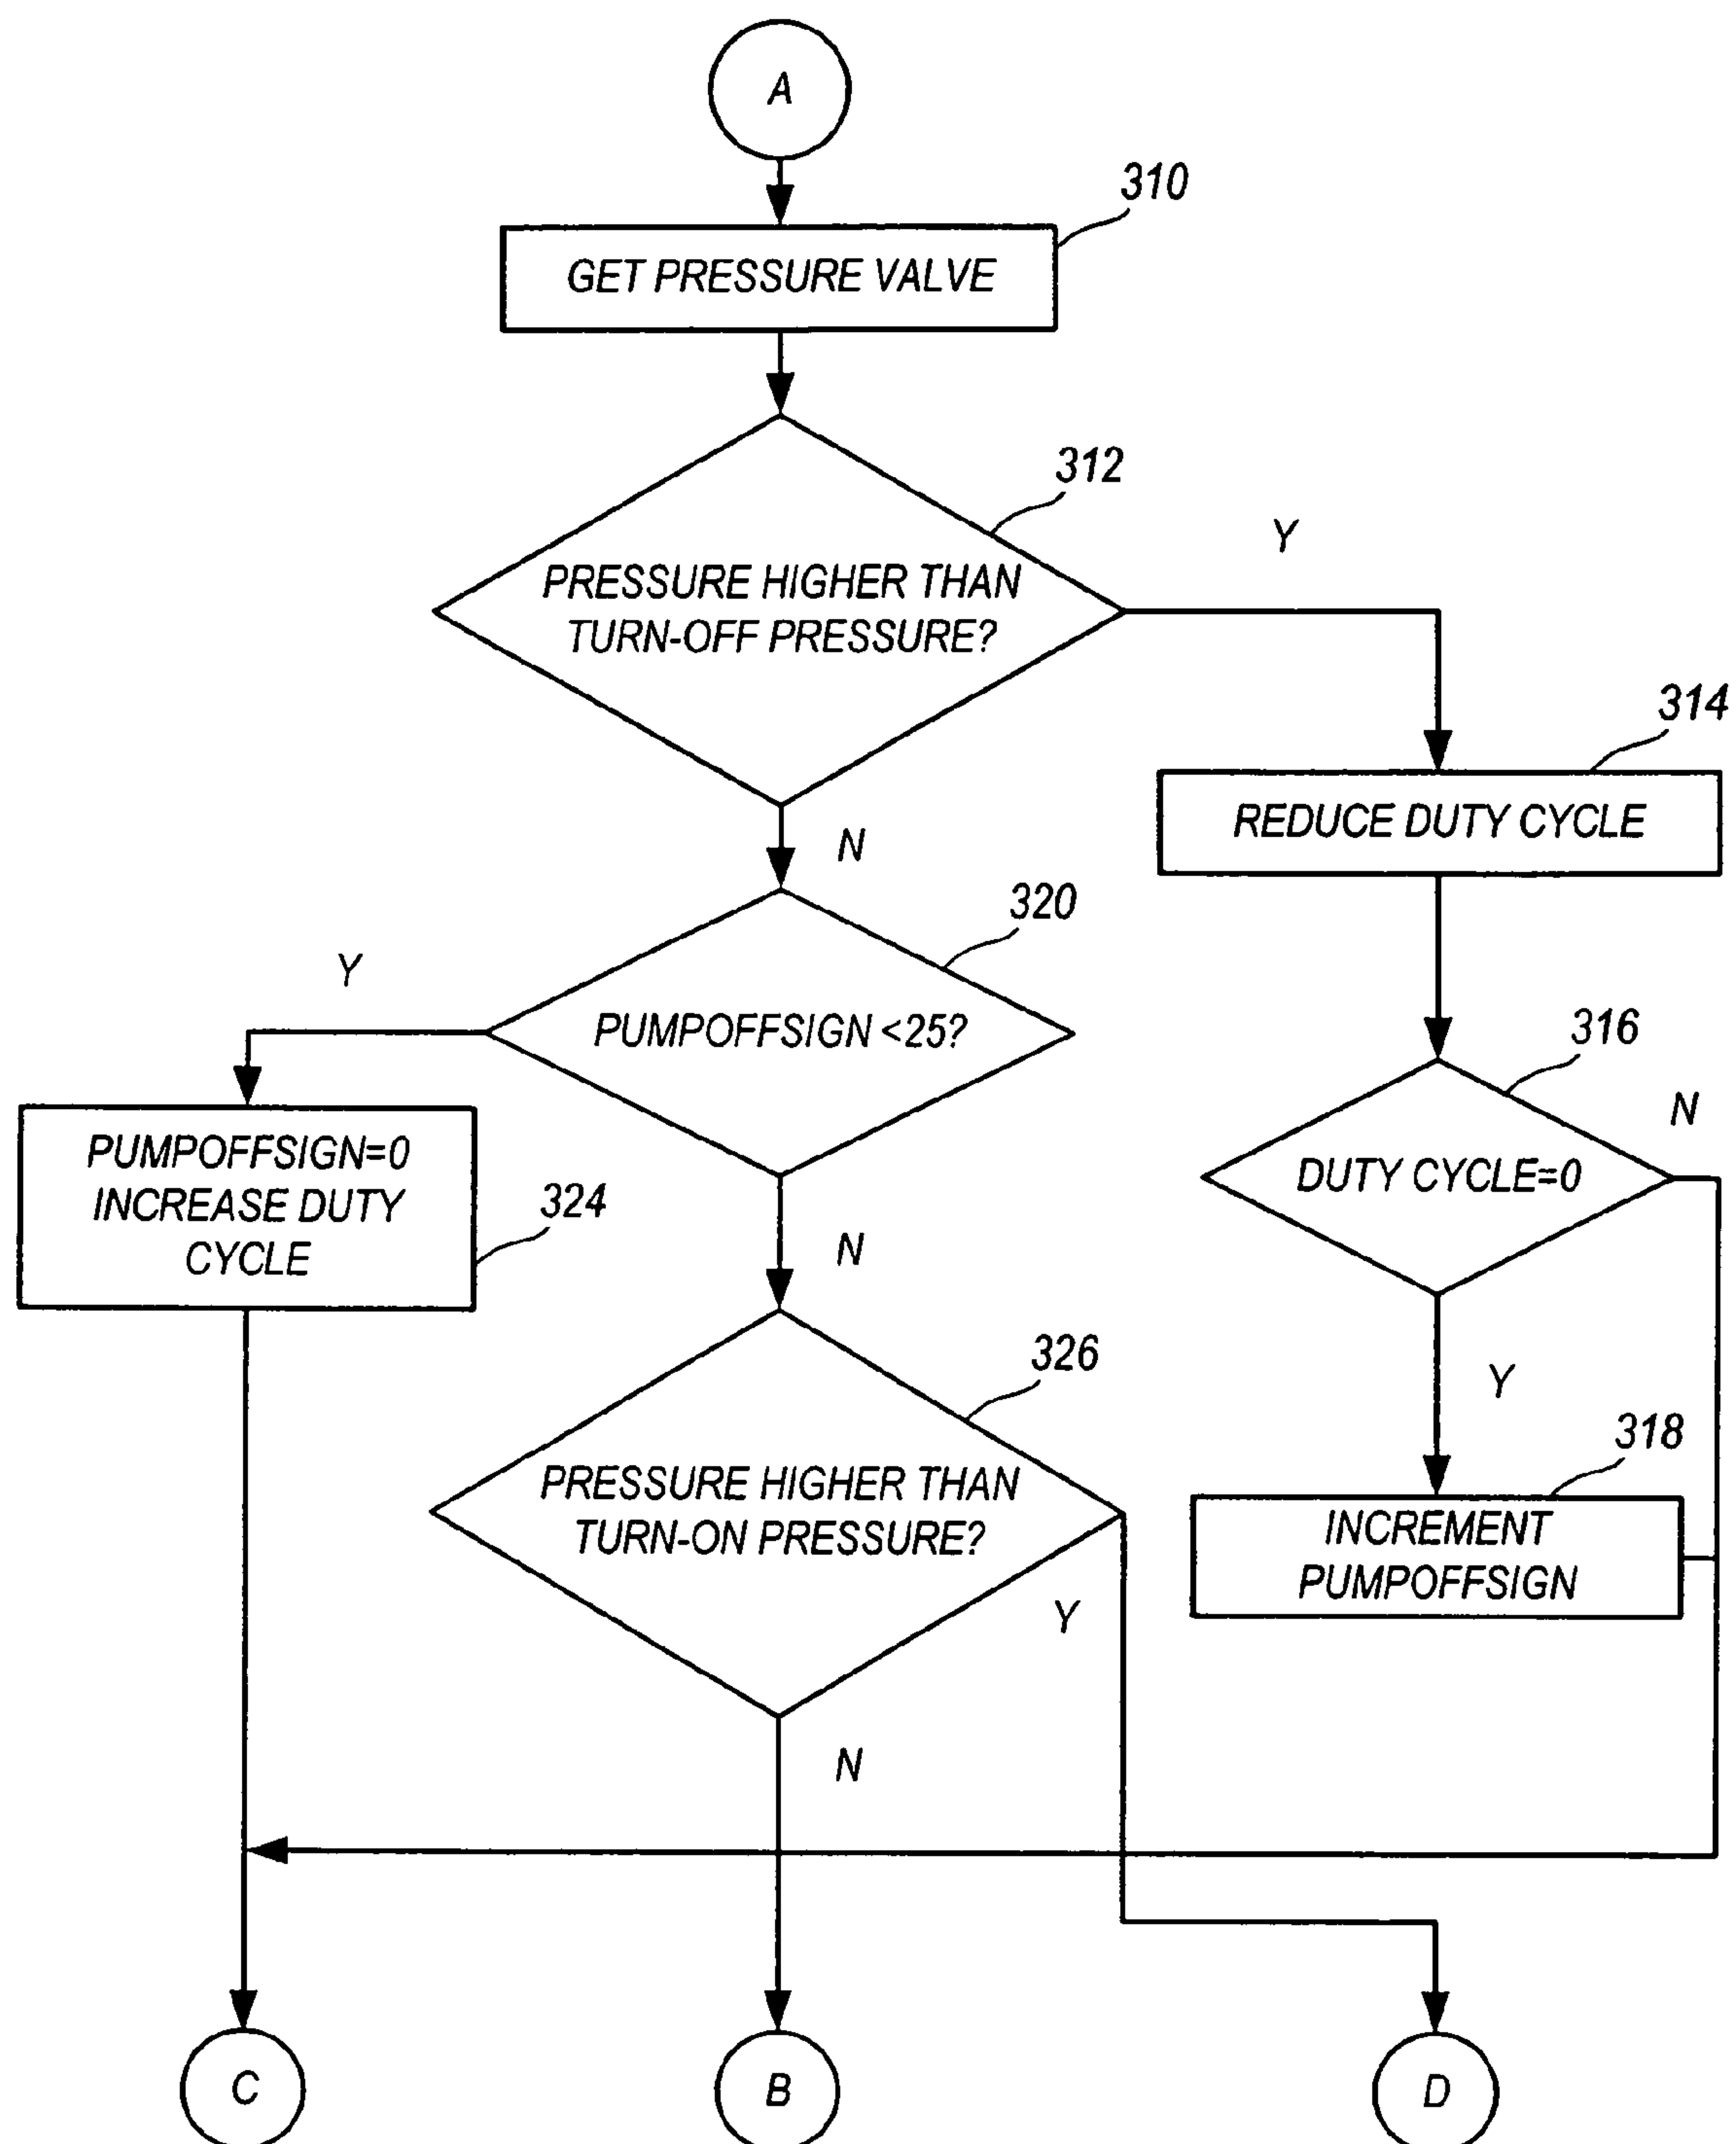 A
310
GET PRESSURE VALVE
312
PRESSURE HIGHER THAN
TURN-OFF PRESSURE?
Y
314
REDUCE DUTY CYCLE
N
320
PUMPOFFSIGN <25?
Y
316
DUTY CYCLE=0
N
PUMPOFFSIGN=0
INCREASE DUTY
CYCLE
324
N
326
PRESSURE HIGHER THAN
TURN-ON PRESSURE?
Y
Y
318
INCREMENT
PUMPOFFSIGN
N
C
B
D